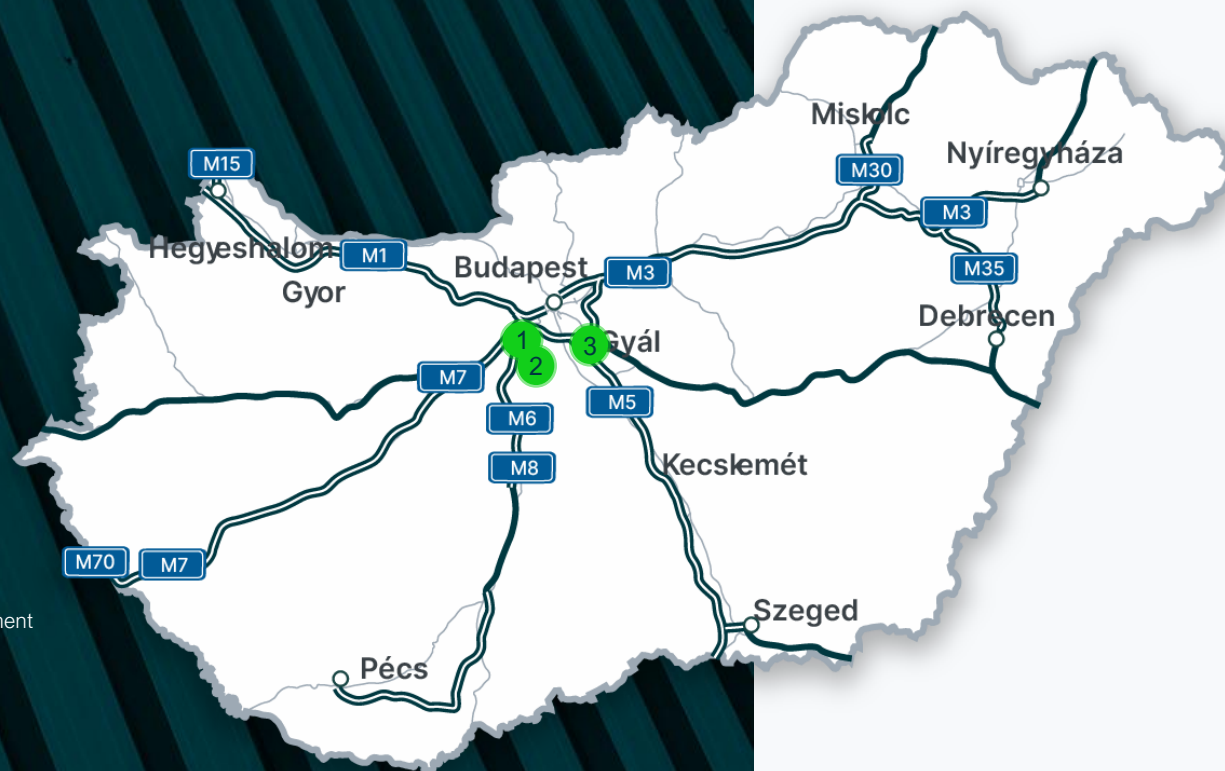 Miskolc
Nyíregyháza
M15
M30
M3
Hegyeshalom
M1
Budapest
M3
M35
Gyor
Debrecen
1
2
3
Gyál
M7
M5
M6
M8
Kecskemét
M70
M7
Szeged
Pécs